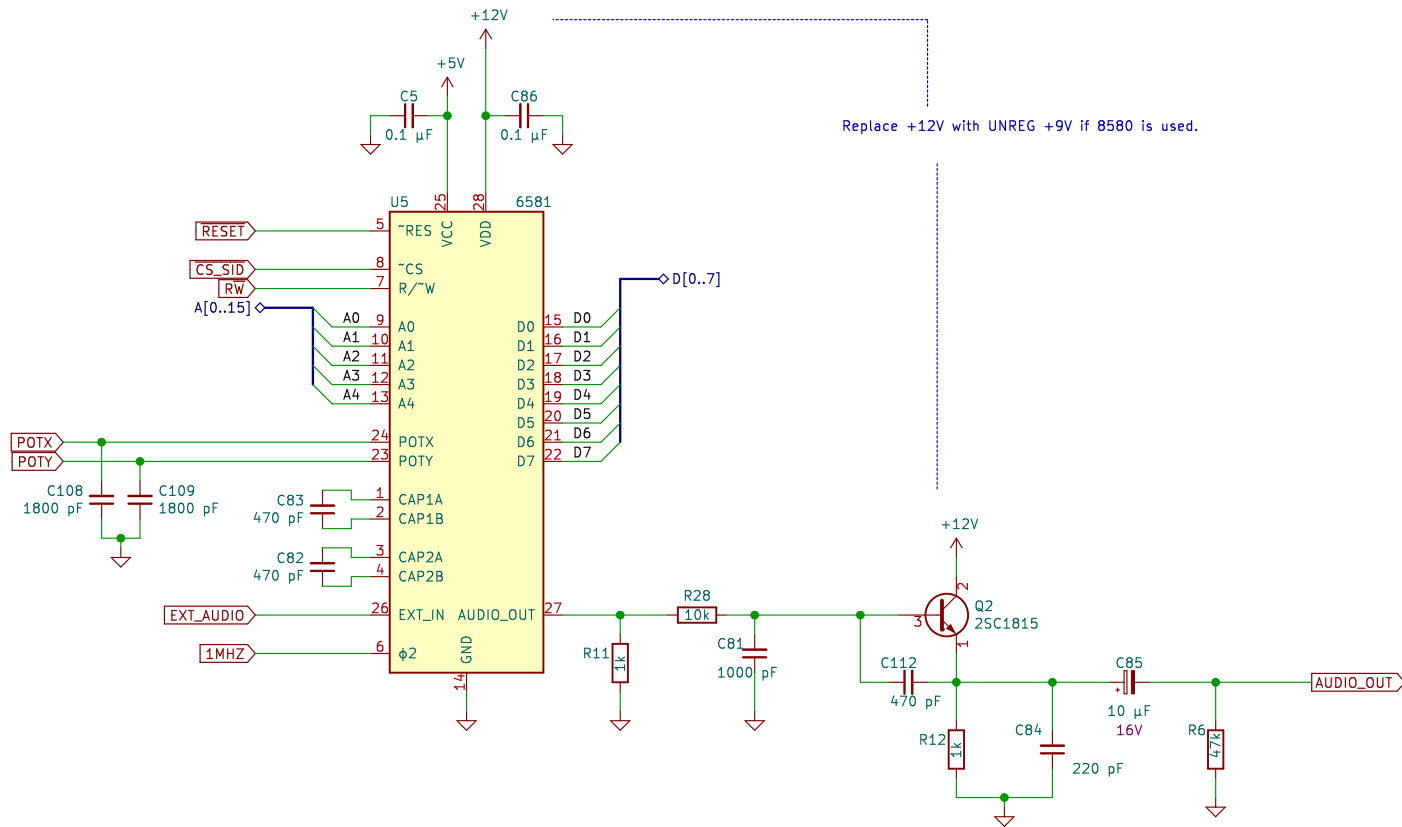 +12V
+5V
C5
0.1 µF
C86
0.1 µF
Replace +12V with UNREG +9V if 8580 is used.
U5
6581
25
28
VCC
VDD
RESET
5
~RES
CS_SID
8
~CS
RW
7
R/~W
A[0..15]
D[0..7]
A0
9
A0
D0
15
D0
A1
10
A1
D1
16
D1
A2
11
A2
D2
17
D2
A3
12
A3
D3
18
D3
A4
13
A4
D4
19
D4
D5
20
D5
POTX
24
POTX
D6
21
D6
POTY
23
POTY
D7
22
D7
C108
1800 pF
C109
1800 pF
C83
470 pF
1
CAP1A
2
CAP1B
C82
470 pF
3
CAP2A
4
CAP2B
EXT_AUDIO
26
EXT_IN
AUDIO_OUT
27
1MHZ
6
ϕ2
GND
14
R11
1k
R28
10k
C81
1000 pF
+12V
2
3
1
Q2
2SC1815
C112
470 pF
R12
1k
C84
220 pF
C85
+
10 µF
16V
R6
47k
AUDIO_OUT